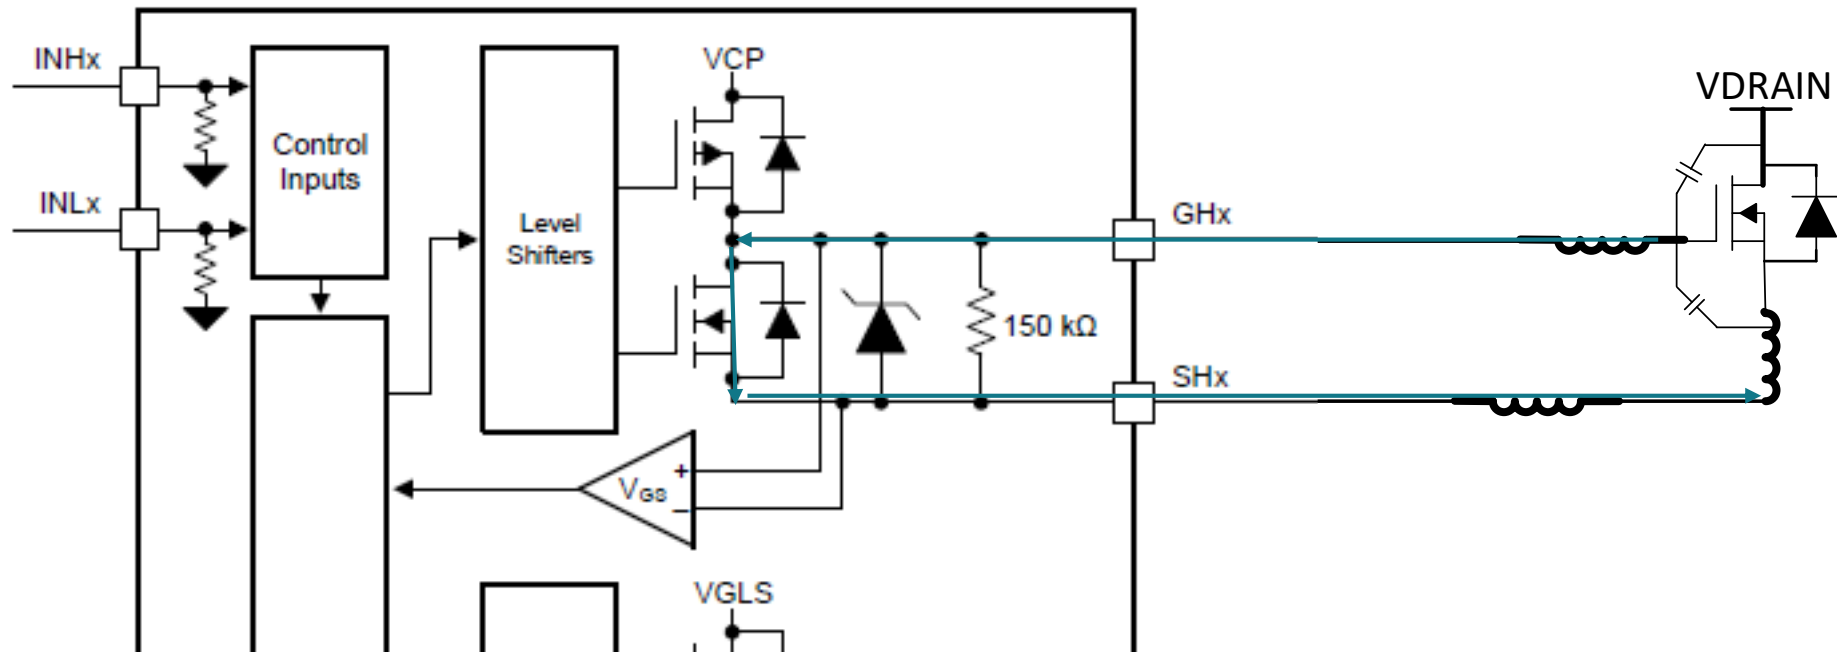 INHx
INLx
Control
Inputs
Level
Shifters
VCP
GHx
150 kΩ
SHx
+
VGS
−
VGLS
VDRAIN